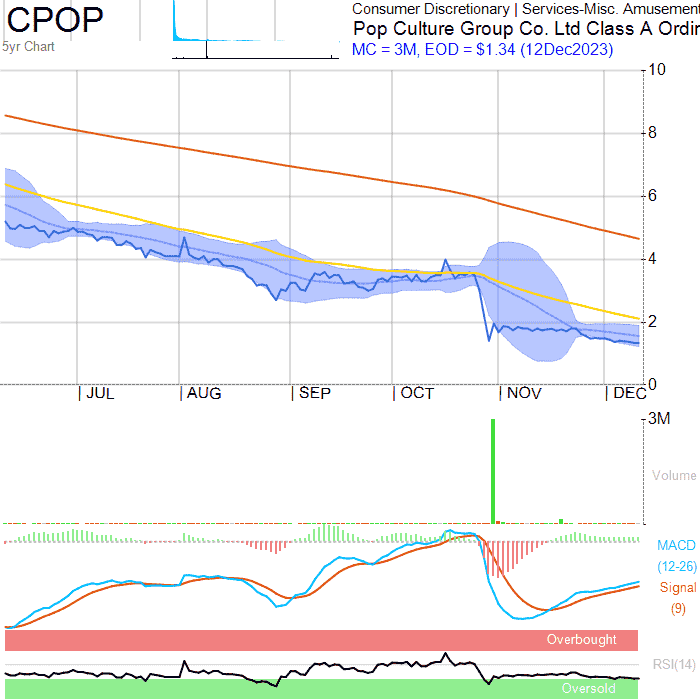 CPOP
5yr Chart
Consumer Discretionary | Services-Misc. Amusement
Pop Culture Group Co. Ltd Class A Ordin
MC = 3M, EOD = $1.34 (12Dec2023)
10
8
6
4
2
0
| JUL | AUG | SEP | OCT | NOV | DEC
3M
Volume
MACD
(12-26)
Signal
(9)
Overbought
RSI(14)
Oversold